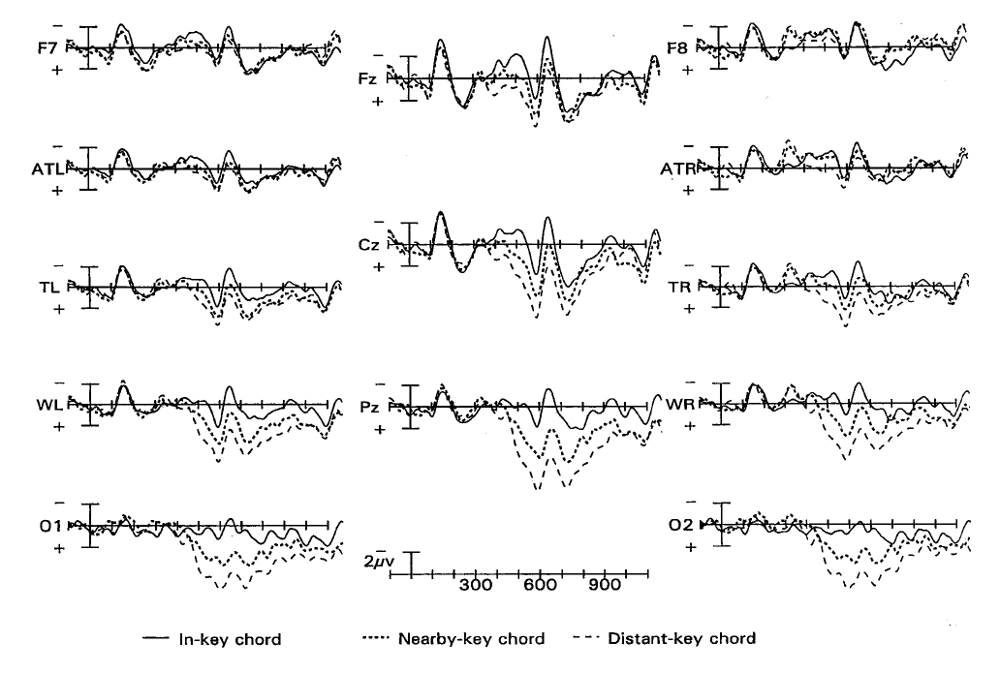 −
F7
+
−
Fz
+
−
F8
+
−
ATL
+
−
ATR
+
−
Cz
+
−
TL
+
−
TR
+
−
WL
+
−
Pz
+
−
WR
+
−
O1
+
−
O2
+
−
2μv
300 600 900
In-key chord Nearby-key chord Distant-key chord